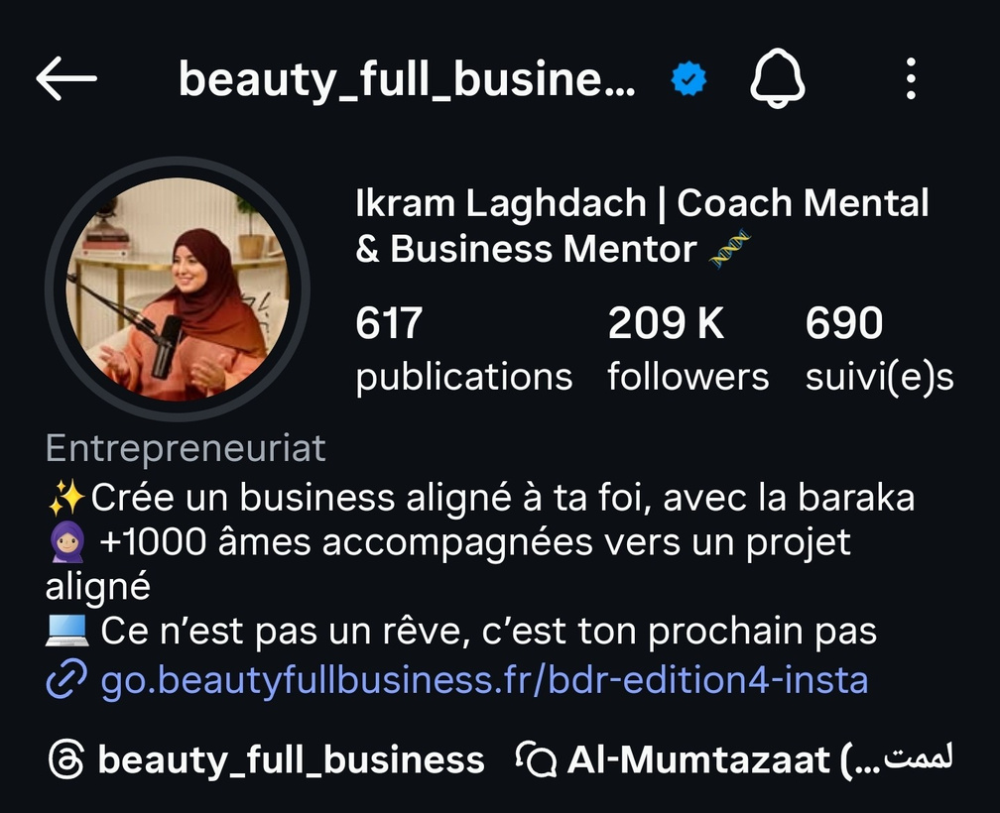 beauty_full_busine...
Ikram Laghdach | Coach Mental
& Business Mentor 🧬
617 209 K 690
publications followers suivi(e)s
Entrepreneuriat
✨Crée un business aligné à ta foi, avec la baraka
🧕🏼 +1000 âmes accompagnées vers un projet
aligné
💻 Ce n’est pas un rêve, c’est ton prochain pas
go.beautyfullbusiness.fr/bdr-edition4-insta
beauty_full_business Al-Mumtazaat (...لممت